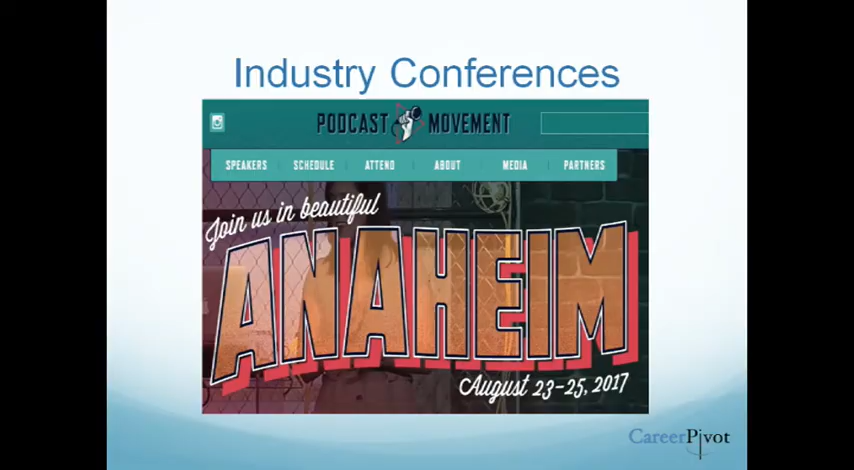 Industry Conferences
PODCAST MOVEMENT
SPEAKERS SCHEDULE ATTEND ABOUT MEDIA PARTNERS
Join us in beautiful
ANAHEIM
August 23-25, 2017
CareerPivot